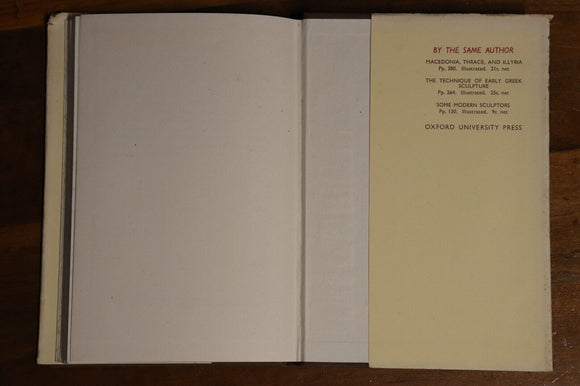 BY THE SAME AUTHOR
MACEDONIA, THRACE, AND ILLYRIA
Pp. 380. Illustrated. 21s. net
THE TECHNIQUE OF EARLY GREEK
SCULPTURE
Pp. 264. Illustrated. 25s. net
SOME MODERN SCULPTORS
Pp. 130. Illustrated. 9s. net
OXFORD UNIVERSITY PRESS